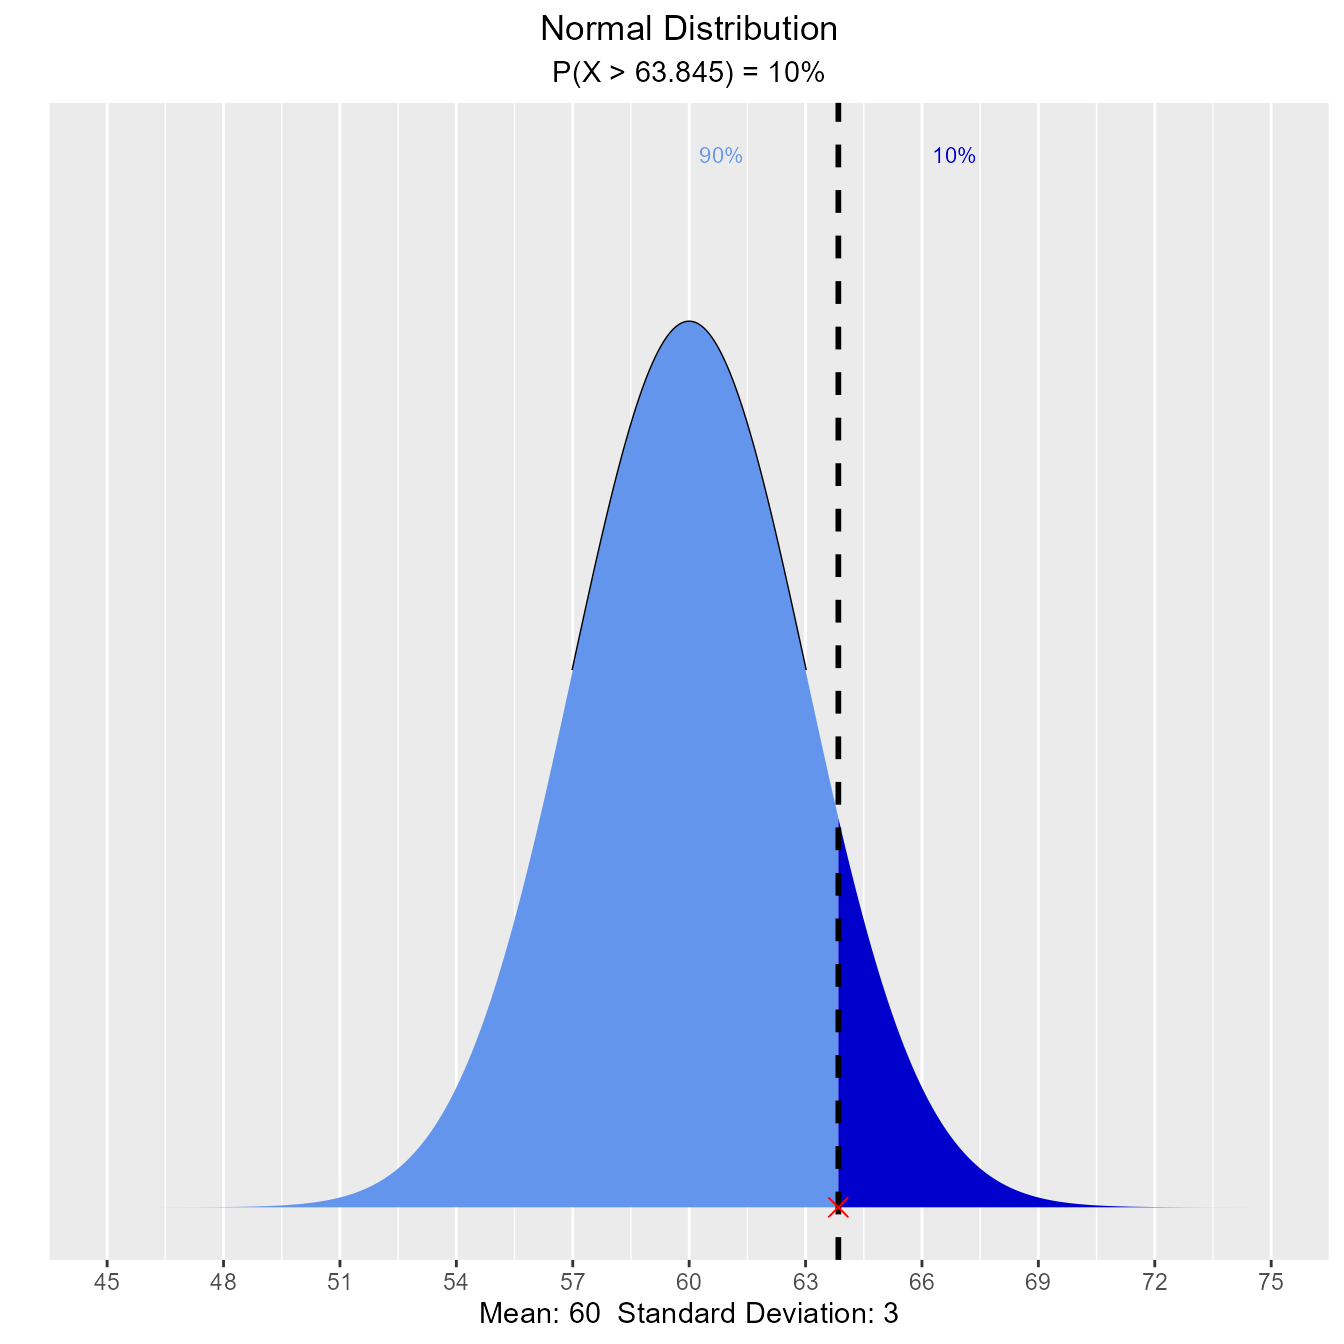 Normal Distribution
P(X > 63.845) = 10%
90% 10%
45 48 51 54 57 60 63 66 69 72 75
Mean: 60  Standard Deviation: 3